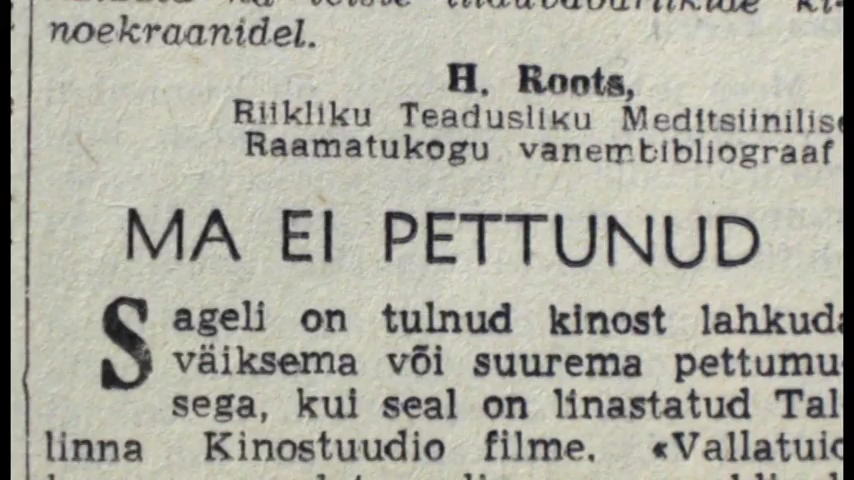 noekraanidel.
H. Roots,
Riikliku Teadusliku Meditsiinilise
Raamatukogu vanembibliograaf
MA EI PETTUNUD
Sageli on tulnud kinost lahkuda
väiksema või suurema pettumu-
sega, kui seal on linastatud Tal-
linna Kinostuudio filme. «Vallatuid